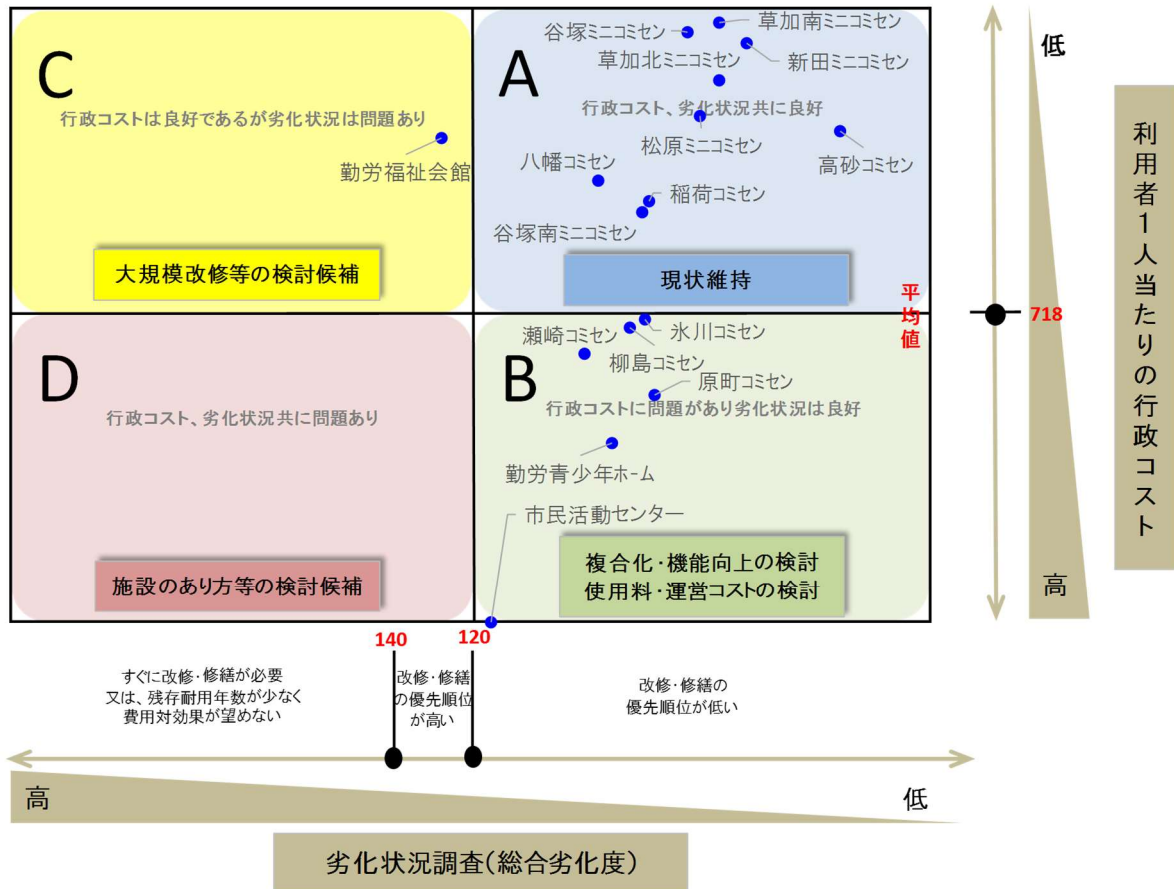 C
行政コストは良好であるが劣化状況は問題あり
勤労福祉会館
大規模改修等の検討候補
A
谷塚ミニコミセン
草加南ミニコミセン
草加北ミニコミセン
新田ミニコミセン
行政コスト、劣化状況共に良好
松原ミニコミセン
高砂コミセン
八幡コミセン
稲荷コミセン
谷塚南ミニコミセン
現状維持
平均値
718
D
行政コスト、劣化状況共に問題あり
施設のあり方等の検討候補
B
瀬崎コミセン
氷川コミセン
柳島コミセン
原町コミセン
行政コストに問題があり劣化状況は良好
勤労青少年ホーム
市民活動センター
複合化・機能向上の検討
使用料・運営コストの検討
低
高
利用者1人当たりの行政コスト
140
120
すぐに改修・修繕が必要
又は、残存耐用年数が少なく
費用対効果が望めない
改修・修繕
の優先順位
が高い
改修・修繕の
優先順位が低い
高
低
劣化状況調査(総合劣化度)